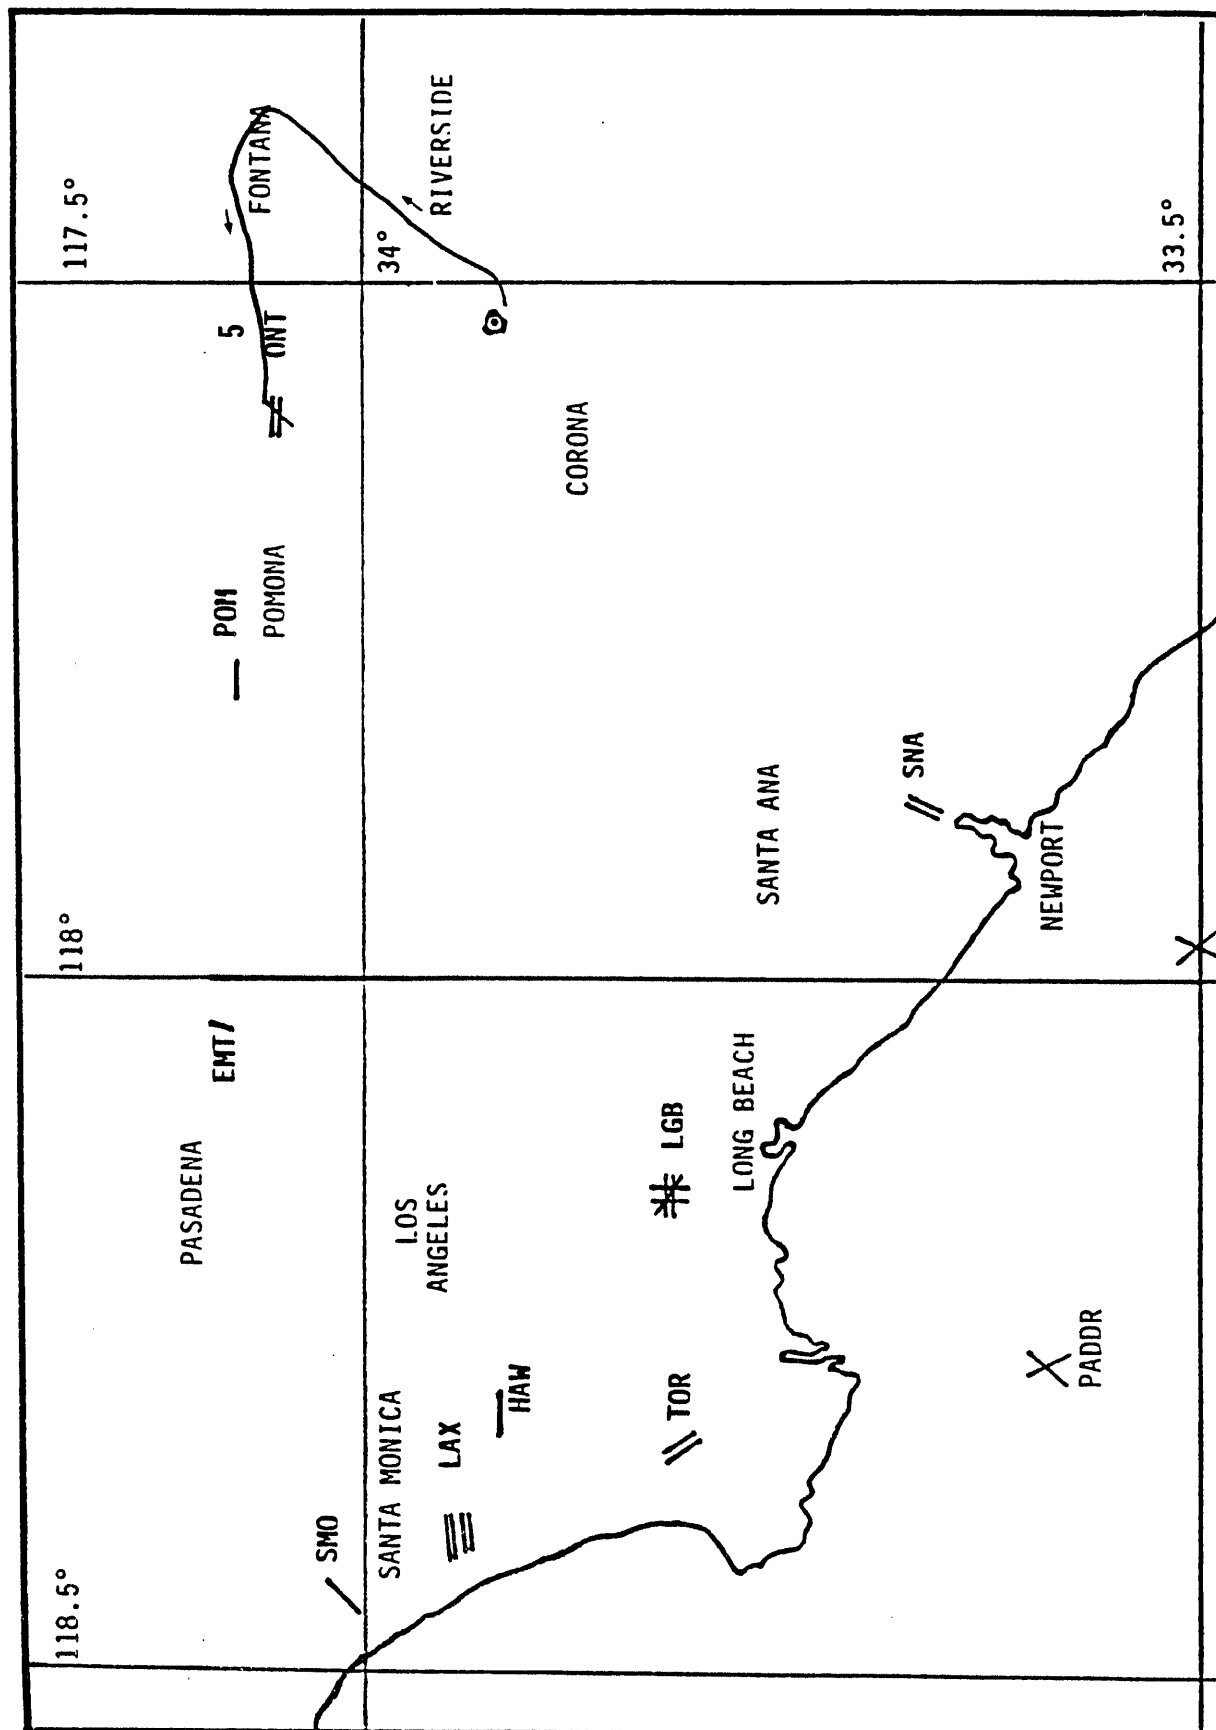 118.5°
118°
117.5°
PASADENA
EMT
POM
POMONA
5
ONT
FONTANA
SMO
34°
SANTA MONICA
LOS
ANGELES
LAX
RIVERSIDE
HAW
CORONA
TOR
LGB
LONG BEACH
SANTA ANA
SNA
NEWPORT
PADDR
33.5°